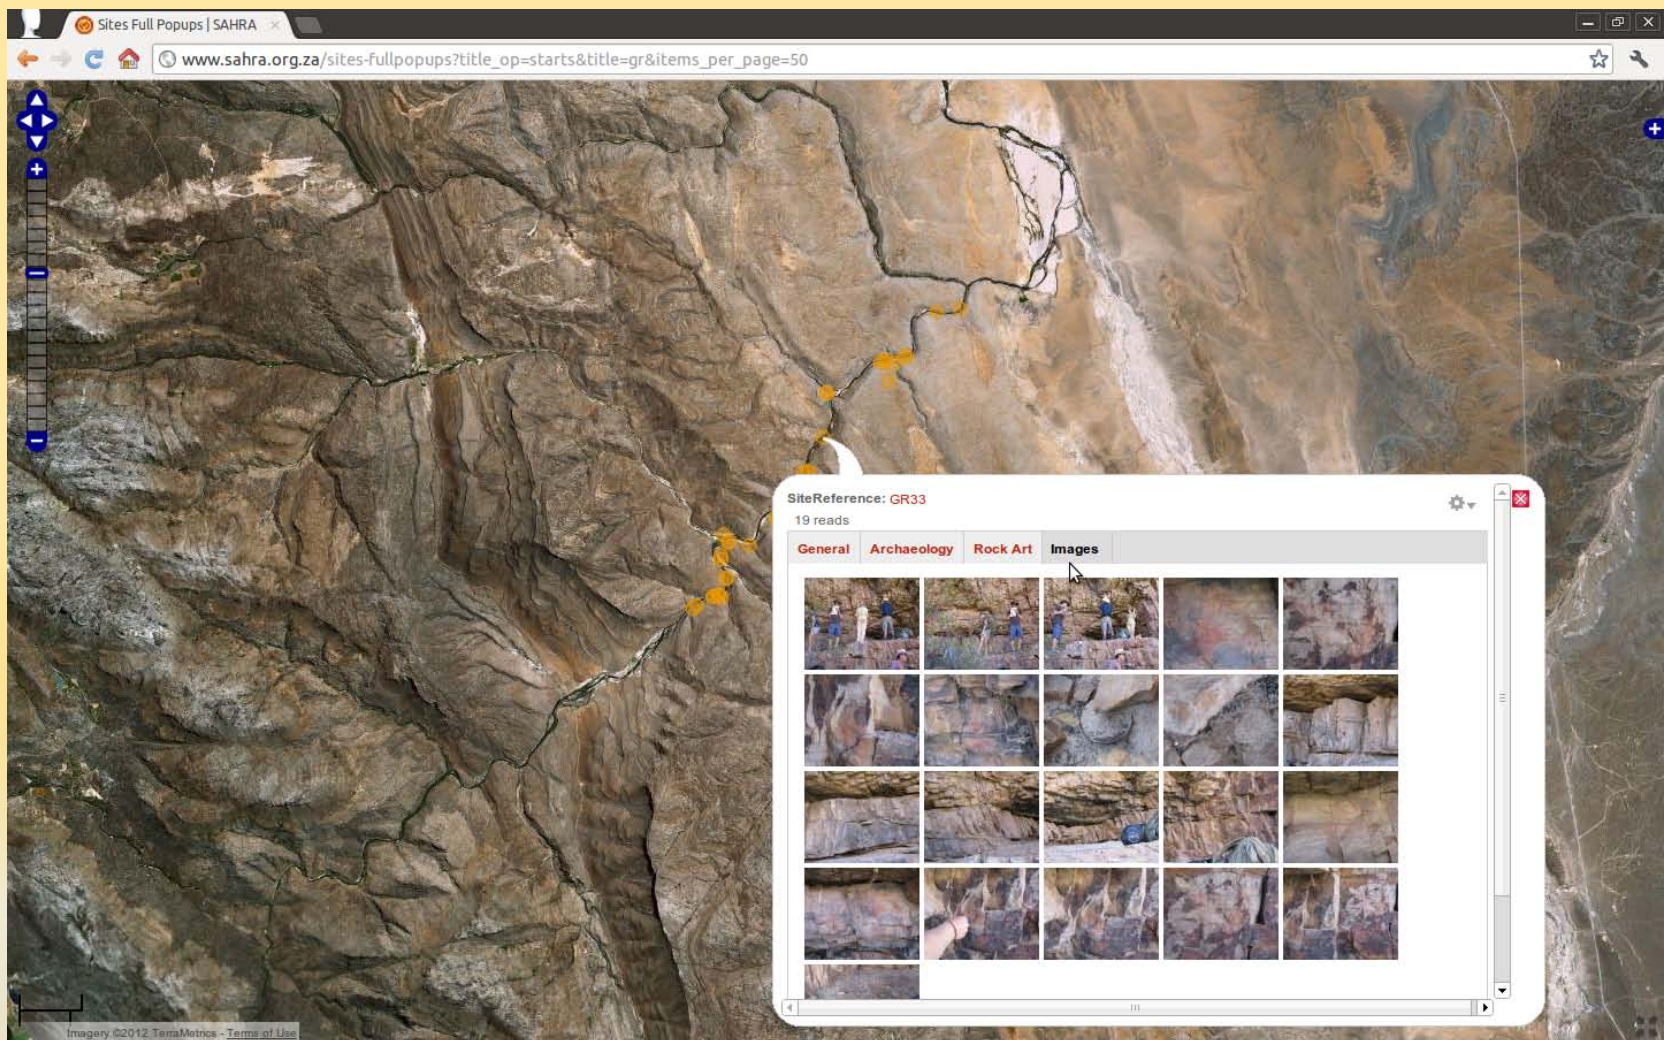 Sites Full Popups | SAHRA
www.sahra.org.za/sites-fullpopups?title_op=starts&title=gr&items_per_page=50
SiteReference: GR33
19 reads
General Archaeology Rock Art Images
Imagery ©2012 TerraMetrics - Terms of Use